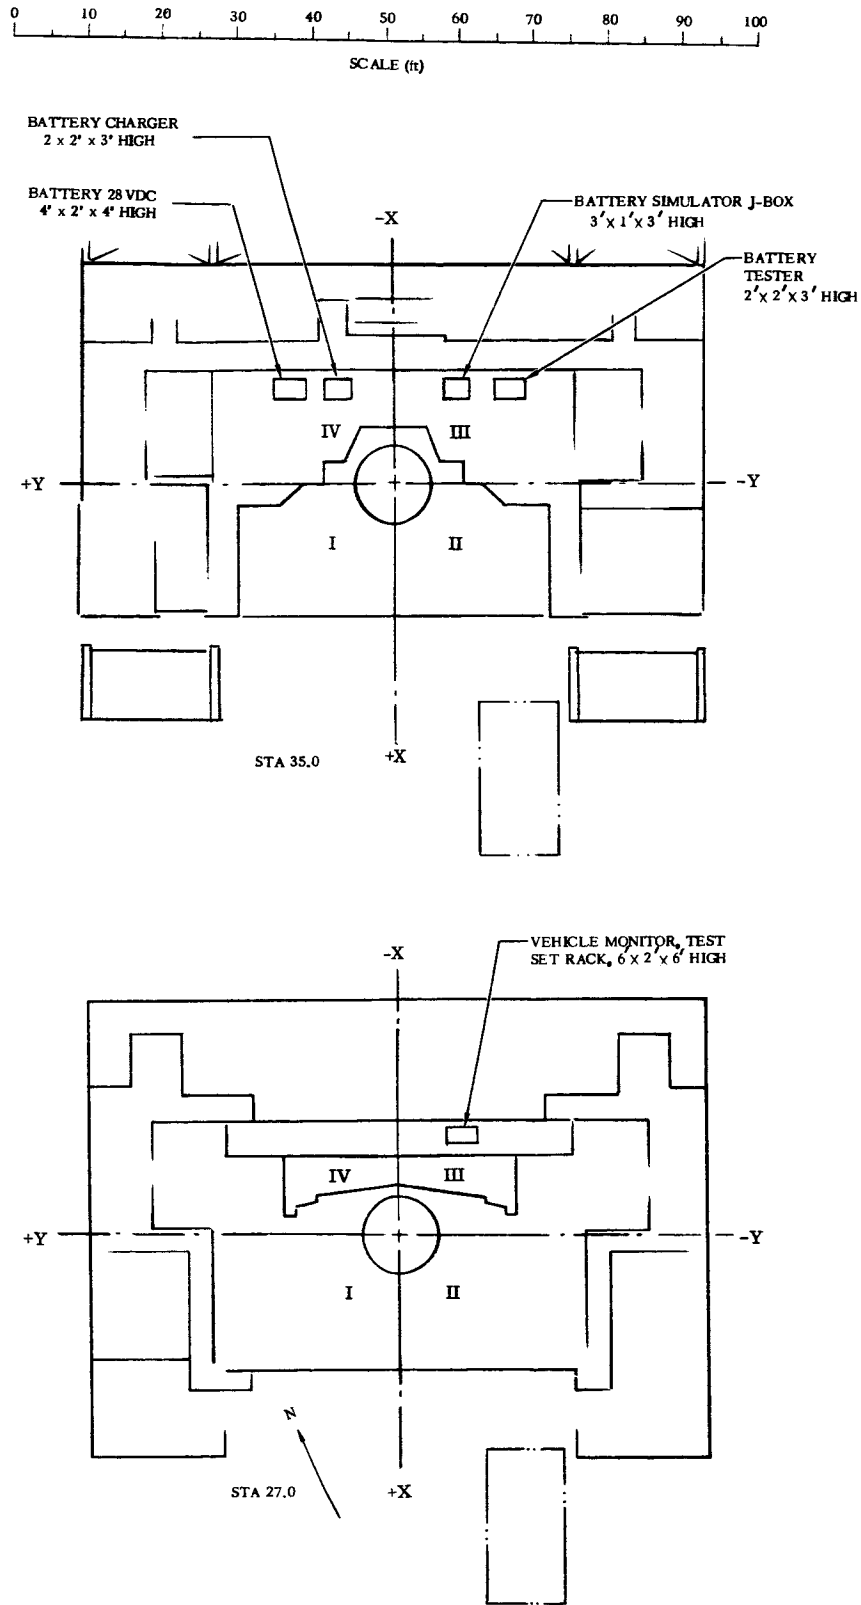 0 10 20 30 40 50 60 70 80 90 100
SCALE (ft)
BATTERY CHARGER
2 x 2' x 3' HIGH
BATTERY 28 VDC
4' x 2' x 4' HIGH
-X
BATTERY SIMULATOR J-BOX
3' x 1' x 3' HIGH
BATTERY
TESTER
2' x 2' x 3' HIGH
IV III
+Y -Y
I II
STA 35.0
+X
VEHICLE MONITOR, TEST
SET RACK, 6' x 2' x 6' HIGH
-X
IV III
+Y -Y
I II
N
STA 27.0
+X